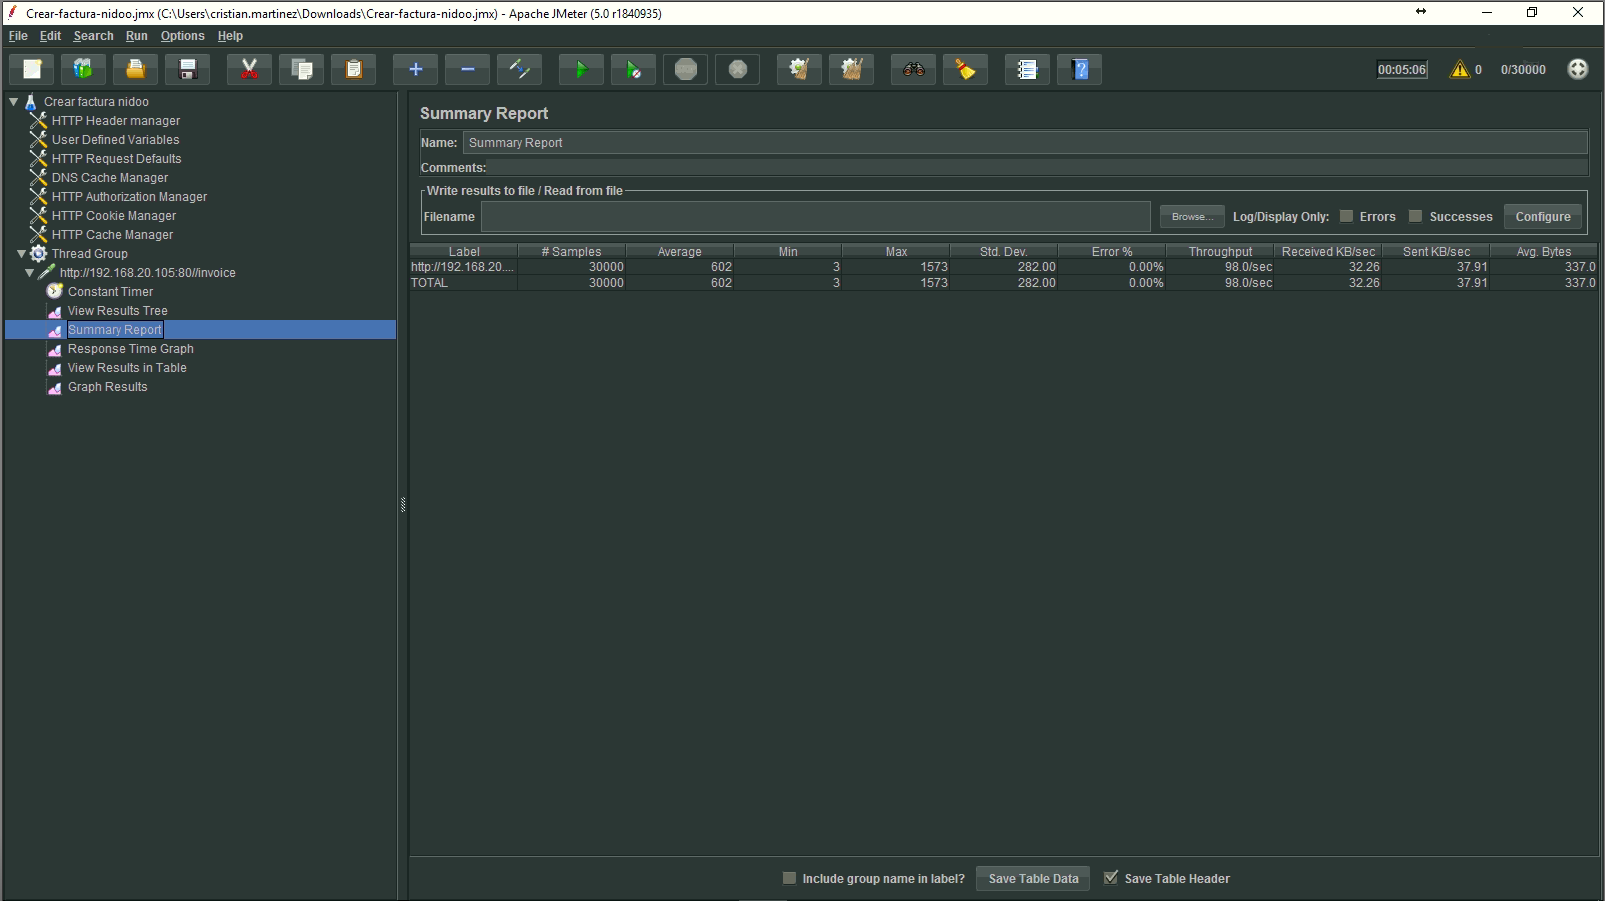 Crear-factura-nidoo.jmx (C:\Users\cristian.martinez\Downloads\Crear-factura-nidoo.jmx) - Apache JMeter (5.0 r1840935)
File Edit Search Run Options Help
00:05:06 0 0/30000
Crear factura nidoo
HTTP Header manager
User Defined Variables
HTTP Request Defaults
DNS Cache Manager
HTTP Authorization Manager
HTTP Cookie Manager
HTTP Cache Manager
Thread Group
http://192.168.20.105:80//invoice
Constant Timer
View Results Tree
Summary Report
Response Time Graph
View Results in Table
Graph Results
Summary Report
Name: Summary Report
Comments:
Write results to file / Read from file
Filename Browse... Log/Display Only: Errors Successes Configure
Label # Samples Average Min Max Std. Dev. Error % Throughput Received KB/sec Sent KB/sec Avg. Bytes
http://192.168.20.... 30000 602 3 1573 282.00 0.00% 98.0/sec 32.26 37.91 337.0
TOTAL 30000 602 3 1573 282.00 0.00% 98.0/sec 32.26 37.91 337.0
Include group name in label? Save Table Data Save Table Header